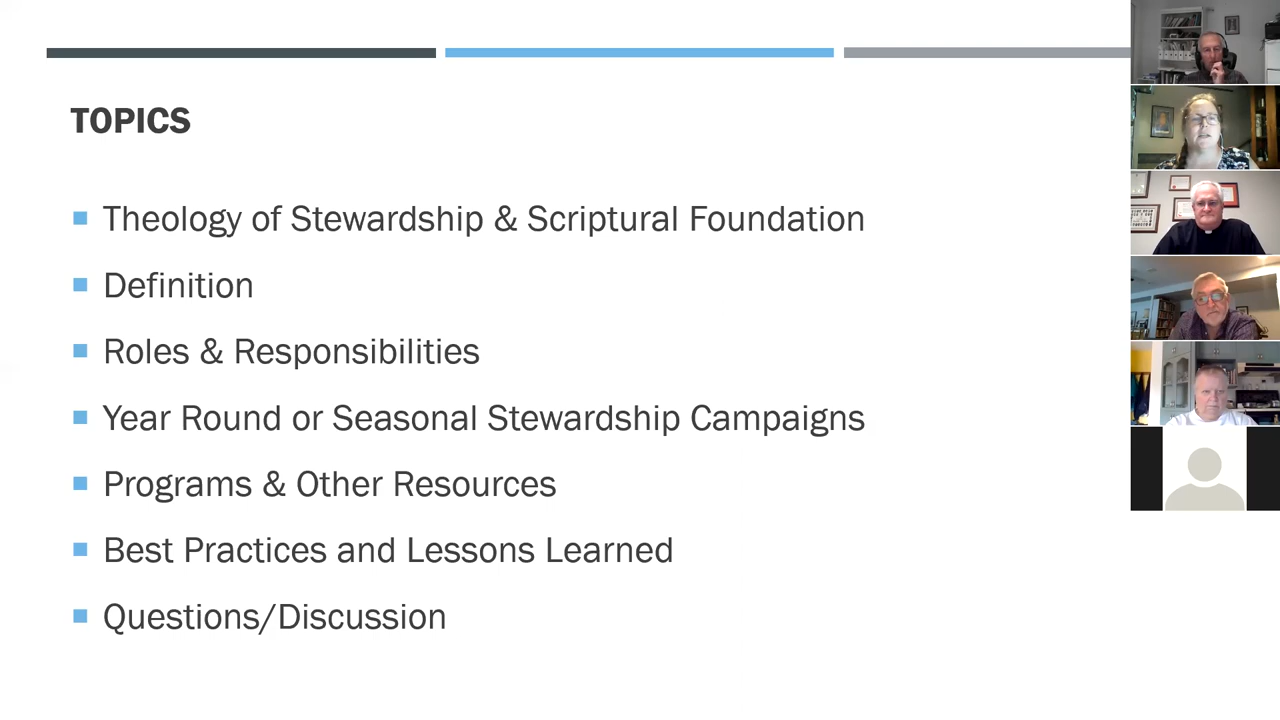 TOPICS
Theology of Stewardship & Scriptural Foundation
Definition
Roles & Responsibilities
Year Round or Seasonal Stewardship Campaigns
Programs & Other Resources
Best Practices and Lessons Learned
Questions/Discussion